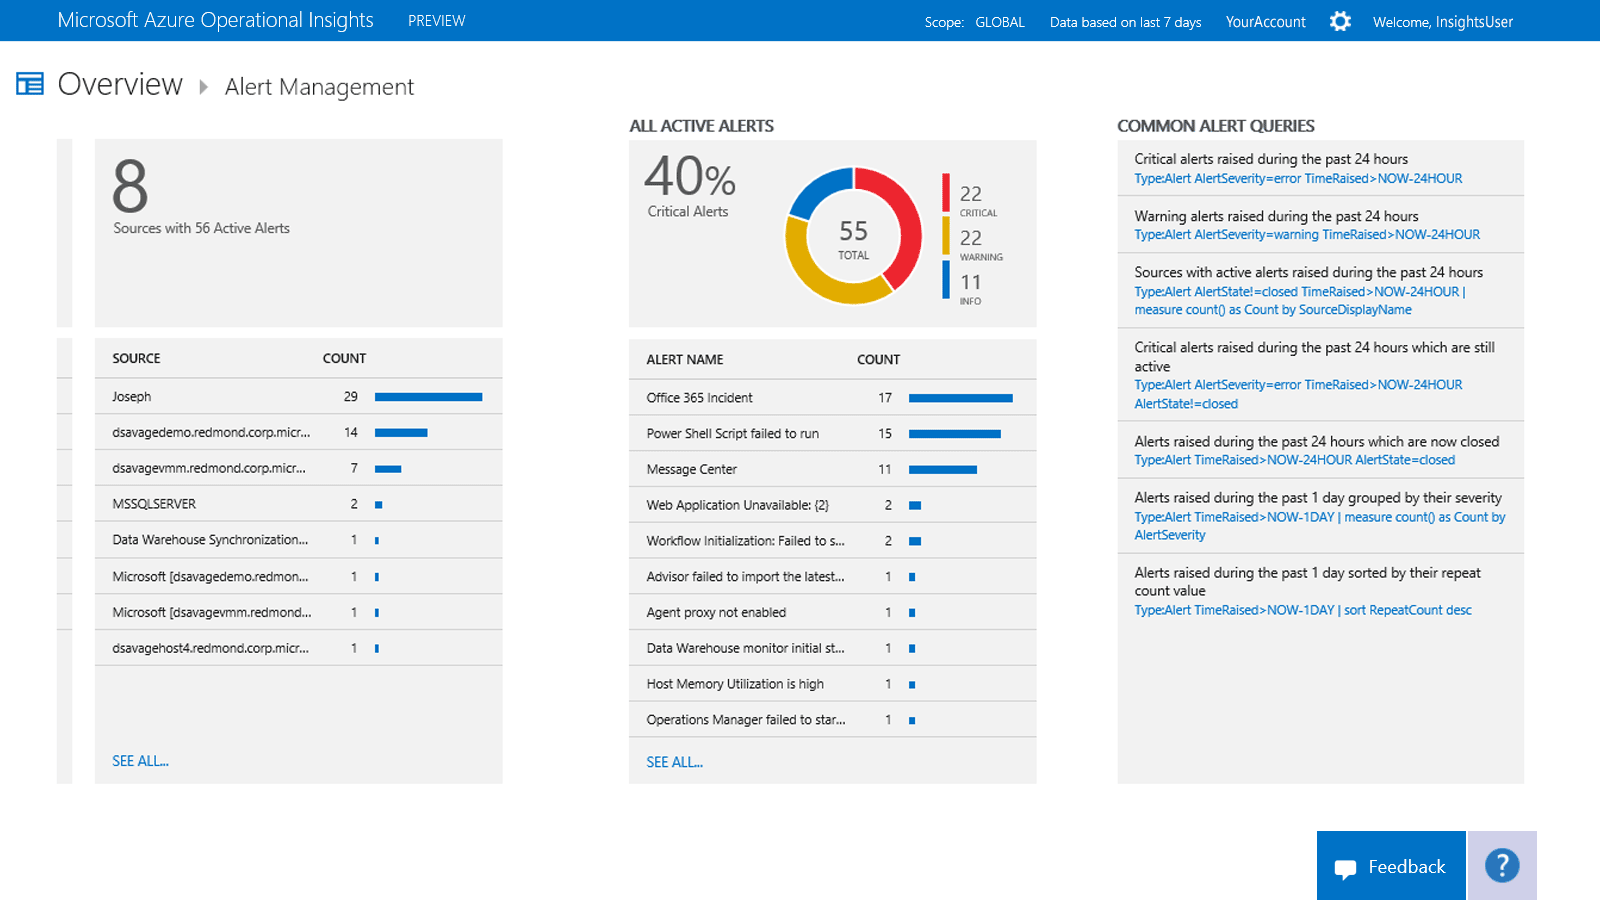 Microsoft Azure Operational Insights PREVIEW Scope: GLOBAL Data based on last 7 days YourAccount Welcome, InsightsUser
Overview Alert Management
8
Sources with 56 Active Alerts
SOURCE COUNT
Joseph 29
dsavagedemo.redmond.corp.micr... 14
dsavagevmm.redmond.corp.micr... 7
MSSQLSERVER 2
Data Warehouse Synchronization... 1
Microsoft [dsavagedemo.redmon... 1
Microsoft [dsavagevmm.redmond... 1
dsavagehost4.redmond.corp.micr... 1
SEE ALL...
ALL ACTIVE ALERTS
40%
Critical Alerts
55
TOTAL
22
CRITICAL
22
WARNING
11
INFO
ALERT NAME COUNT
Office 365 Incident 17
Power Shell Script failed to run 15
Message Center 11
Web Application Unavailable: {2} 2
Workflow Initialization: Failed to s... 2
Advisor failed to import the latest... 1
Agent proxy not enabled 1
Data Warehouse monitor initial st... 1
Host Memory Utilization is high 1
Operations Manager failed to star... 1
SEE ALL...
COMMON ALERT QUERIES
Critical alerts raised during the past 24 hours
Type:Alert AlertSeverity=error TimeRaised>NOW-24HOUR
Warning alerts raised during the past 24 hours
Type:Alert AlertSeverity=warning TimeRaised>NOW-24HOUR
Sources with active alerts raised during the past 24 hours
Type:Alert AlertState!=closed TimeRaised>NOW-24HOUR |
measure count() as Count by SourceDisplayName
Critical alerts raised during the past 24 hours which are still
active
Type:Alert AlertSeverity=error TimeRaised>NOW-24HOUR
AlertState!=closed
Alerts raised during the past 24 hours which are now closed
Type:Alert TimeRaised>NOW-24HOUR AlertState=closed
Alerts raised during the past 1 day grouped by their severity
Type:Alert TimeRaised>NOW-1DAY | measure count() as Count by
AlertSeverity
Alerts raised during the past 1 day sorted by their repeat
count value
Type:Alert TimeRaised>NOW-1DAY | sort RepeatCount desc
Feedback ?